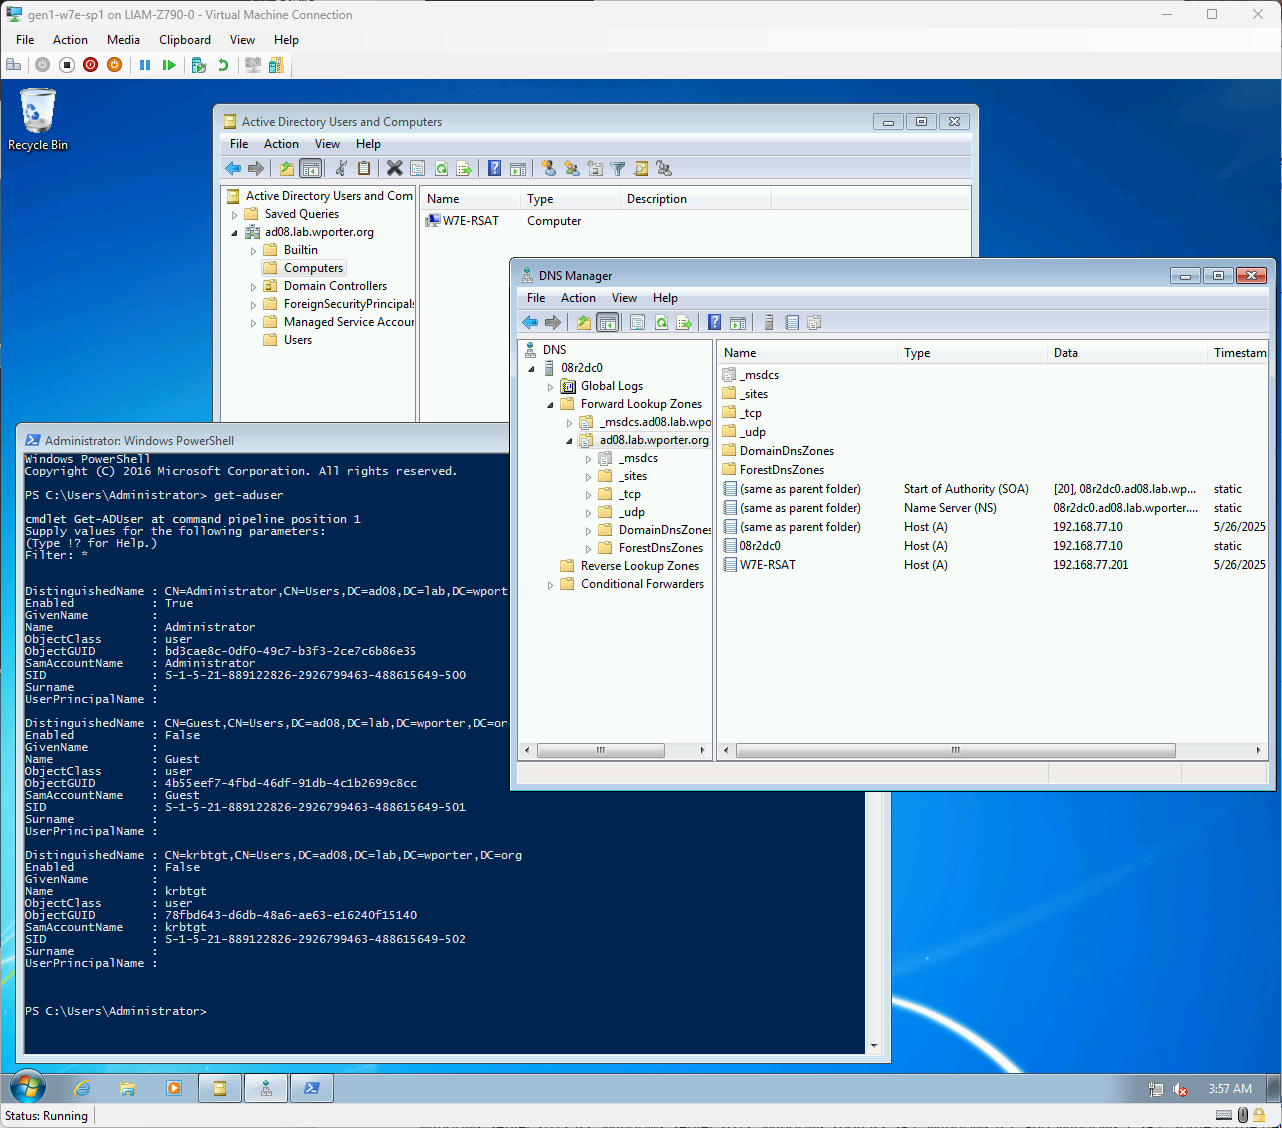 gen1-w7e-sp1 on LIAM-Z790-0 - Virtual Machine Connection
File Action Media Clipboard View Help
Recycle Bin
Active Directory Users and Computers
File Action View Help
Active Directory Users and Com
Saved Queries
ad08.lab.wporter.org
Builtin
Computers
Domain Controllers
ForeignSecurityPrincipals
Managed Service Accour
Users
Name Type Description
W7E-RSAT Computer
DNS Manager
File Action View Help
DNS
08r2dc0
Global Logs
Forward Lookup Zones
_msdcs.ad08.lab.wpo
ad08.lab.wporter.org
_msdcs
_sites
_tcp
_udp
DomainDnsZones
ForestDnsZones
Reverse Lookup Zones
Conditional Forwarders
Name Type Data Timestam
_msdcs
_sites
_tcp
_udp
DomainDnsZones
ForestDnsZones
(same as parent folder) Start of Authority (SOA) [20], 08r2dc0.ad08.lab.wp... static
(same as parent folder) Name Server (NS) 08r2dc0.ad08.lab.wporter.... static
(same as parent folder) Host (A) 192.168.77.10 5/26/2025
08r2dc0 Host (A) 192.168.77.10 static
W7E-RSAT Host (A) 192.168.77.201 5/26/2025
Administrator: Windows PowerShell
Windows PowerShell
Copyright (C) 2016 Microsoft Corporation. All rights reserved.
PS C:\Users\Administrator> get-aduser
cmdlet Get-ADUser at command pipeline position 1
Supply values for the following parameters:
(Type !? for Help.)
Filter: *
DistinguishedName : CN=Administrator,CN=Users,DC=ad08,DC=lab,DC=wport
Enabled : True
GivenName :
Name : Administrator
ObjectClass : user
ObjectGUID : bd3cae8c-0df0-49c7-b3f3-2ce7c6b86e35
SamAccountName : Administrator
SID : S-1-5-21-889122826-2926799463-488615649-500
Surname :
UserPrincipalName :
DistinguishedName : CN=Guest,CN=Users,DC=ad08,DC=lab,DC=wporter,DC=org
Enabled : False
GivenName :
Name : Guest
ObjectClass : user
ObjectGUID : 4b55eef7-4fbd-46df-91db-4c1b2699c8cc
SamAccountName : Guest
SID : S-1-5-21-889122826-2926799463-488615649-501
Surname :
UserPrincipalName :
DistinguishedName : CN=krbtgt,CN=Users,DC=ad08,DC=lab,DC=wporter,DC=org
Enabled : False
GivenName :
Name : krbtgt
ObjectClass : user
ObjectGUID : 78fbd643-d6db-48a6-ae63-e16240f15140
SamAccountName : krbtgt
SID : S-1-5-21-889122826-2926799463-488615649-502
Surname :
UserPrincipalName :
PS C:\Users\Administrator>
3:57 AM
Status: Running